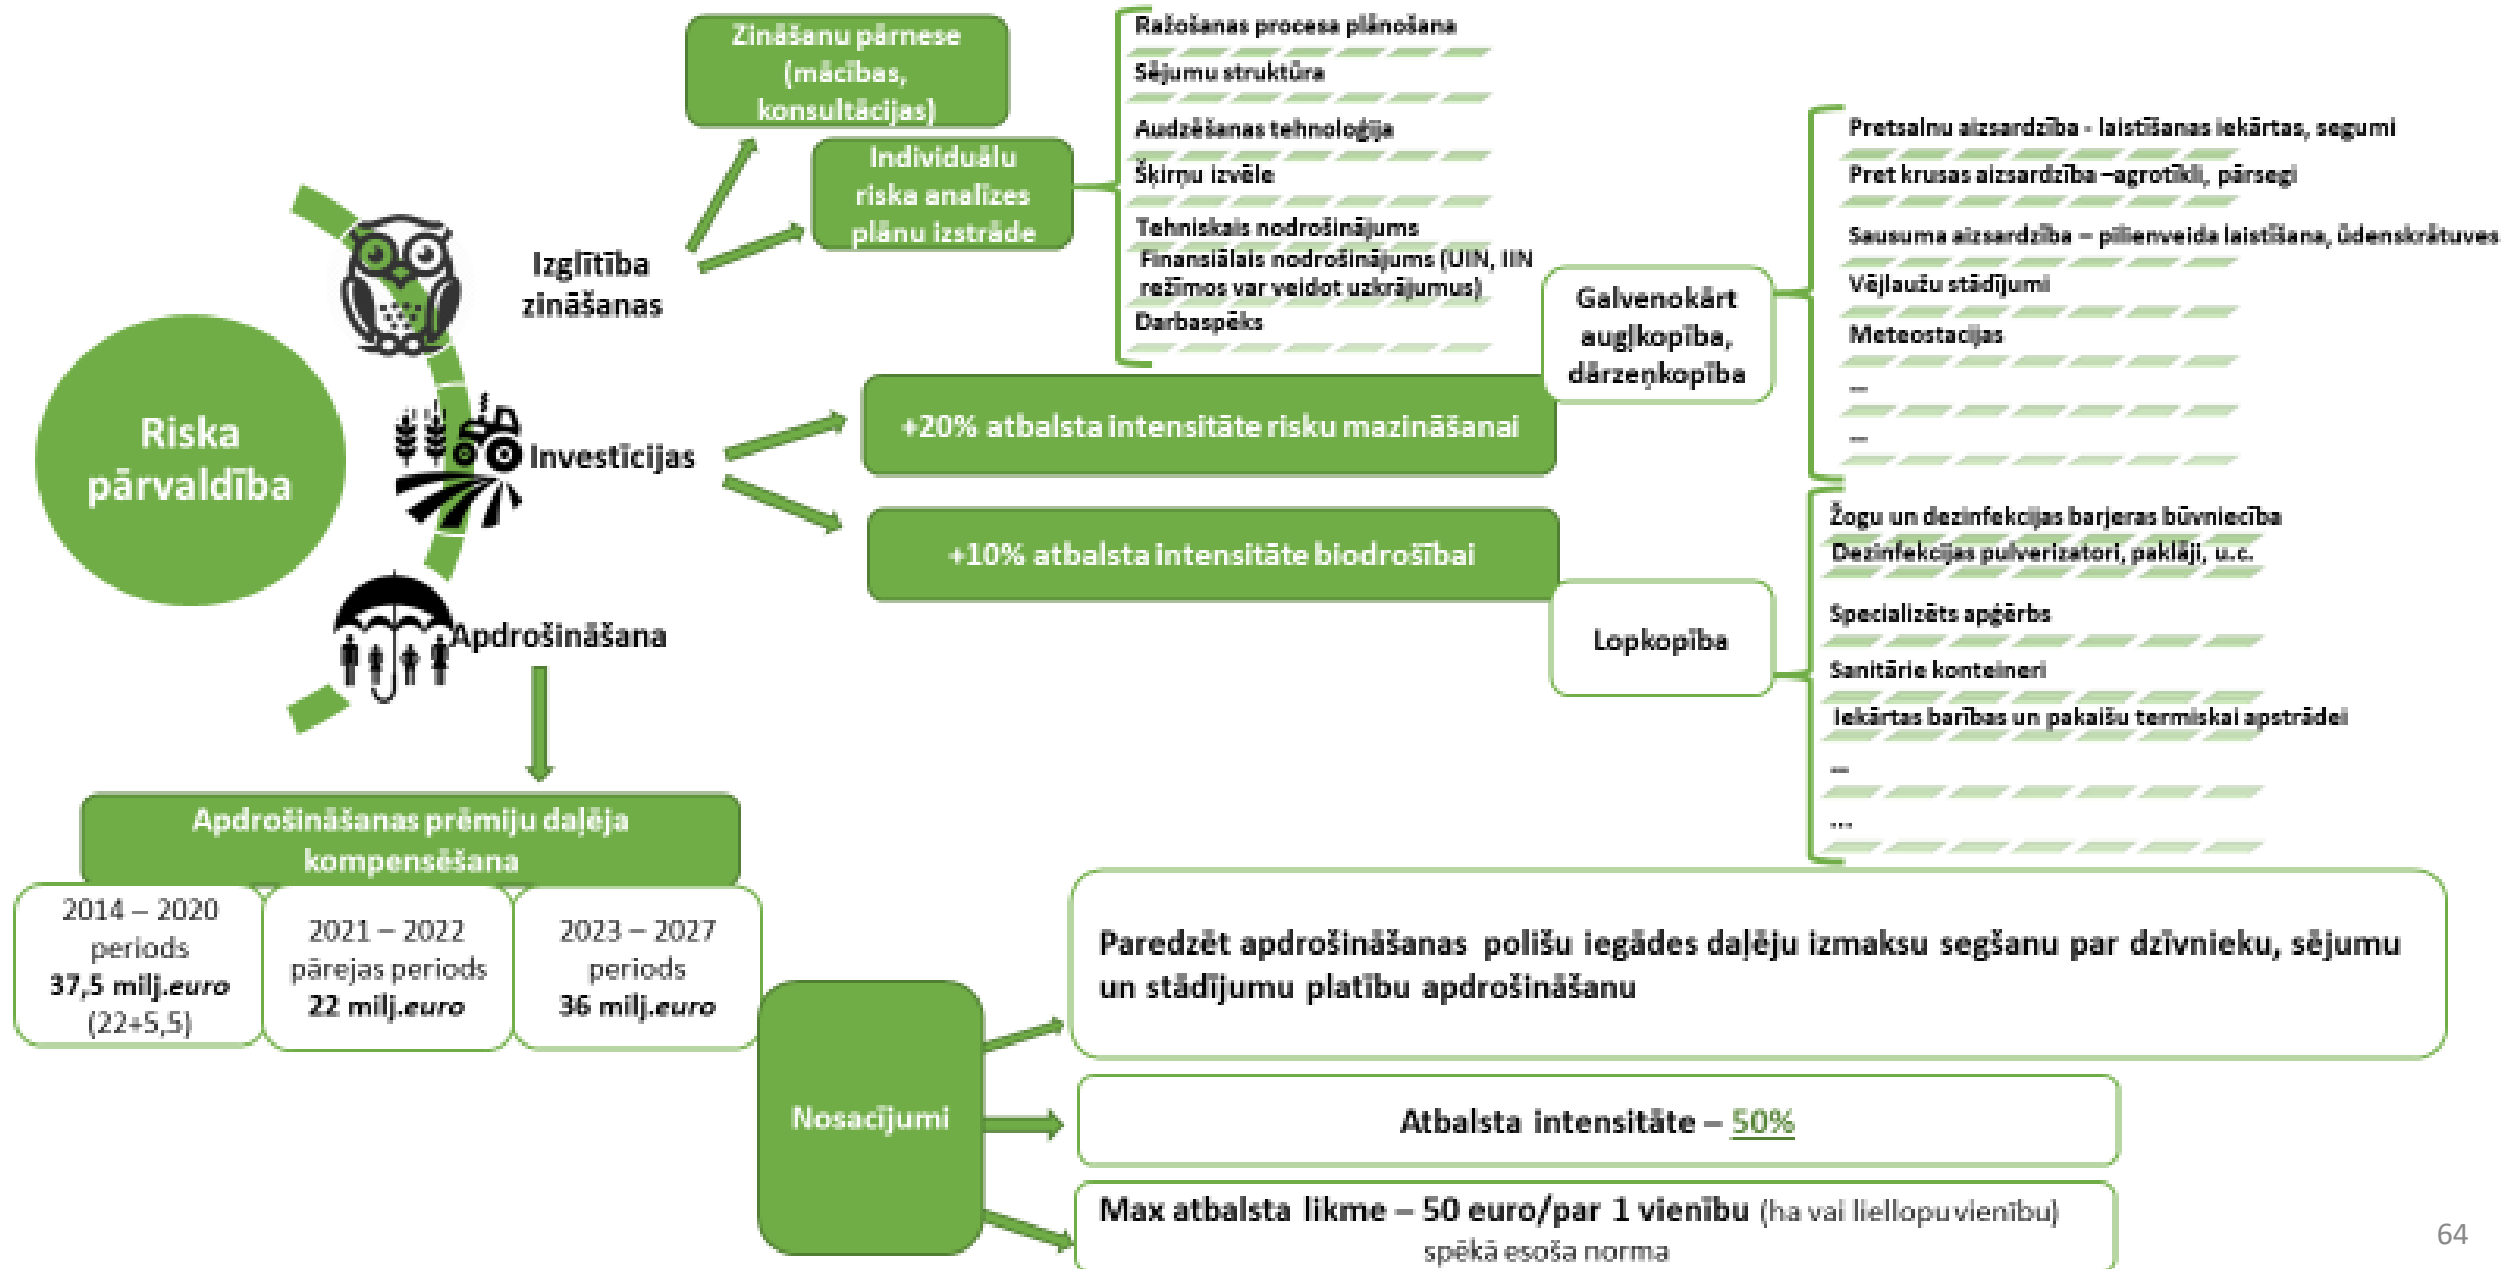 Riska
pārvaldība
Izglītība
zināšanas
Zināšanu pārnese
(mācības,
konsultācijas)
Individuālu
riska analīzes
plānu izstrāde
Ražošanas procesa plānošana
Sējumu struktūra
Audzēšanas tehnoloģija
Šķirņu izvēle
Tehniskais nodrošinājums
Finansiālais nodrošinājums (UIN, IIN
režīmos var veidot uzkrājumus)
Darbaspēks
Investīcijas
+20% atbalsta intensitāte risku mazināšanai
Galvenokārt
augļkopība,
dārzeņkopība
Pretsalnu aizsardzība - laistīšanas iekārtas, segumi
Pret krusas aizsardzība –agrotīkli, pārsegi
Sausuma aizsardzība – pilienveida laistīšana, ūdenskrātuves
Vējlaužu stādījumi
Meteostacijas
...
...
+10% atbalsta intensitāte biodrošībai
Lopkopība
Žogu un dezinfekcijas barjeras būvniecība
Dezinfekcijas pulverizatori, paklāji, u.c.
Specializēts apģērbs
Sanitārie konteineri
Iekārtas barības un pakaišu termiskai apstrādei
...
...
Apdrošināšana
Apdrošināšanas prēmiju daļēja
kompensēšana
2014 – 2020
periods
37,5 milj.euro
(22+5,5)
2021 – 2022
pārejas periods
22 milj.euro
2023 – 2027
periods
36 milj.euro
Nosacījumi
Paredzēt apdrošināšanas polišu iegādes daļēju izmaksu segšanu par dzīvnieku, sējumu
un stādījumu platību apdrošināšanu
Atbalsta intensitāte – 50%
Max atbalsta likme – 50 euro/par 1 vienību (ha vai liellopu vienību)
spēkā esoša norma
64